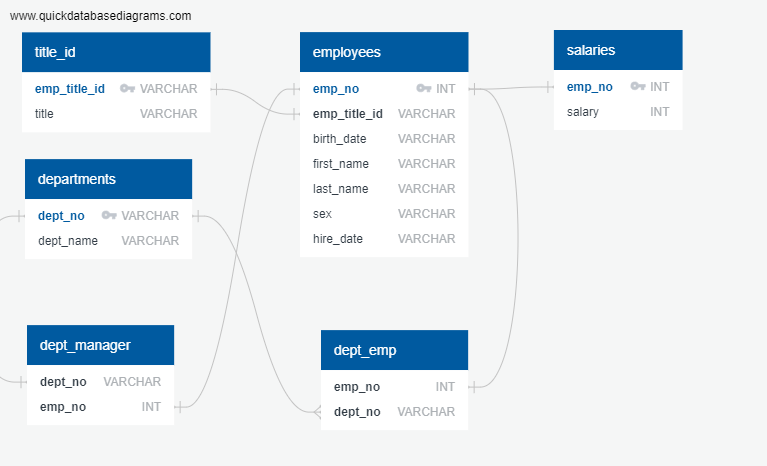 www.quickdatabasediagrams.com
title_id
emp_title_id VARCHAR
title VARCHAR
employees
emp_no INT
emp_title_id VARCHAR
birth_date VARCHAR
first_name VARCHAR
last_name VARCHAR
sex VARCHAR
hire_date VARCHAR
salaries
emp_no INT
salary INT
departments
dept_no VARCHAR
dept_name VARCHAR
dept_manager
dept_no VARCHAR
emp_no INT
dept_emp
emp_no INT
dept_no VARCHAR